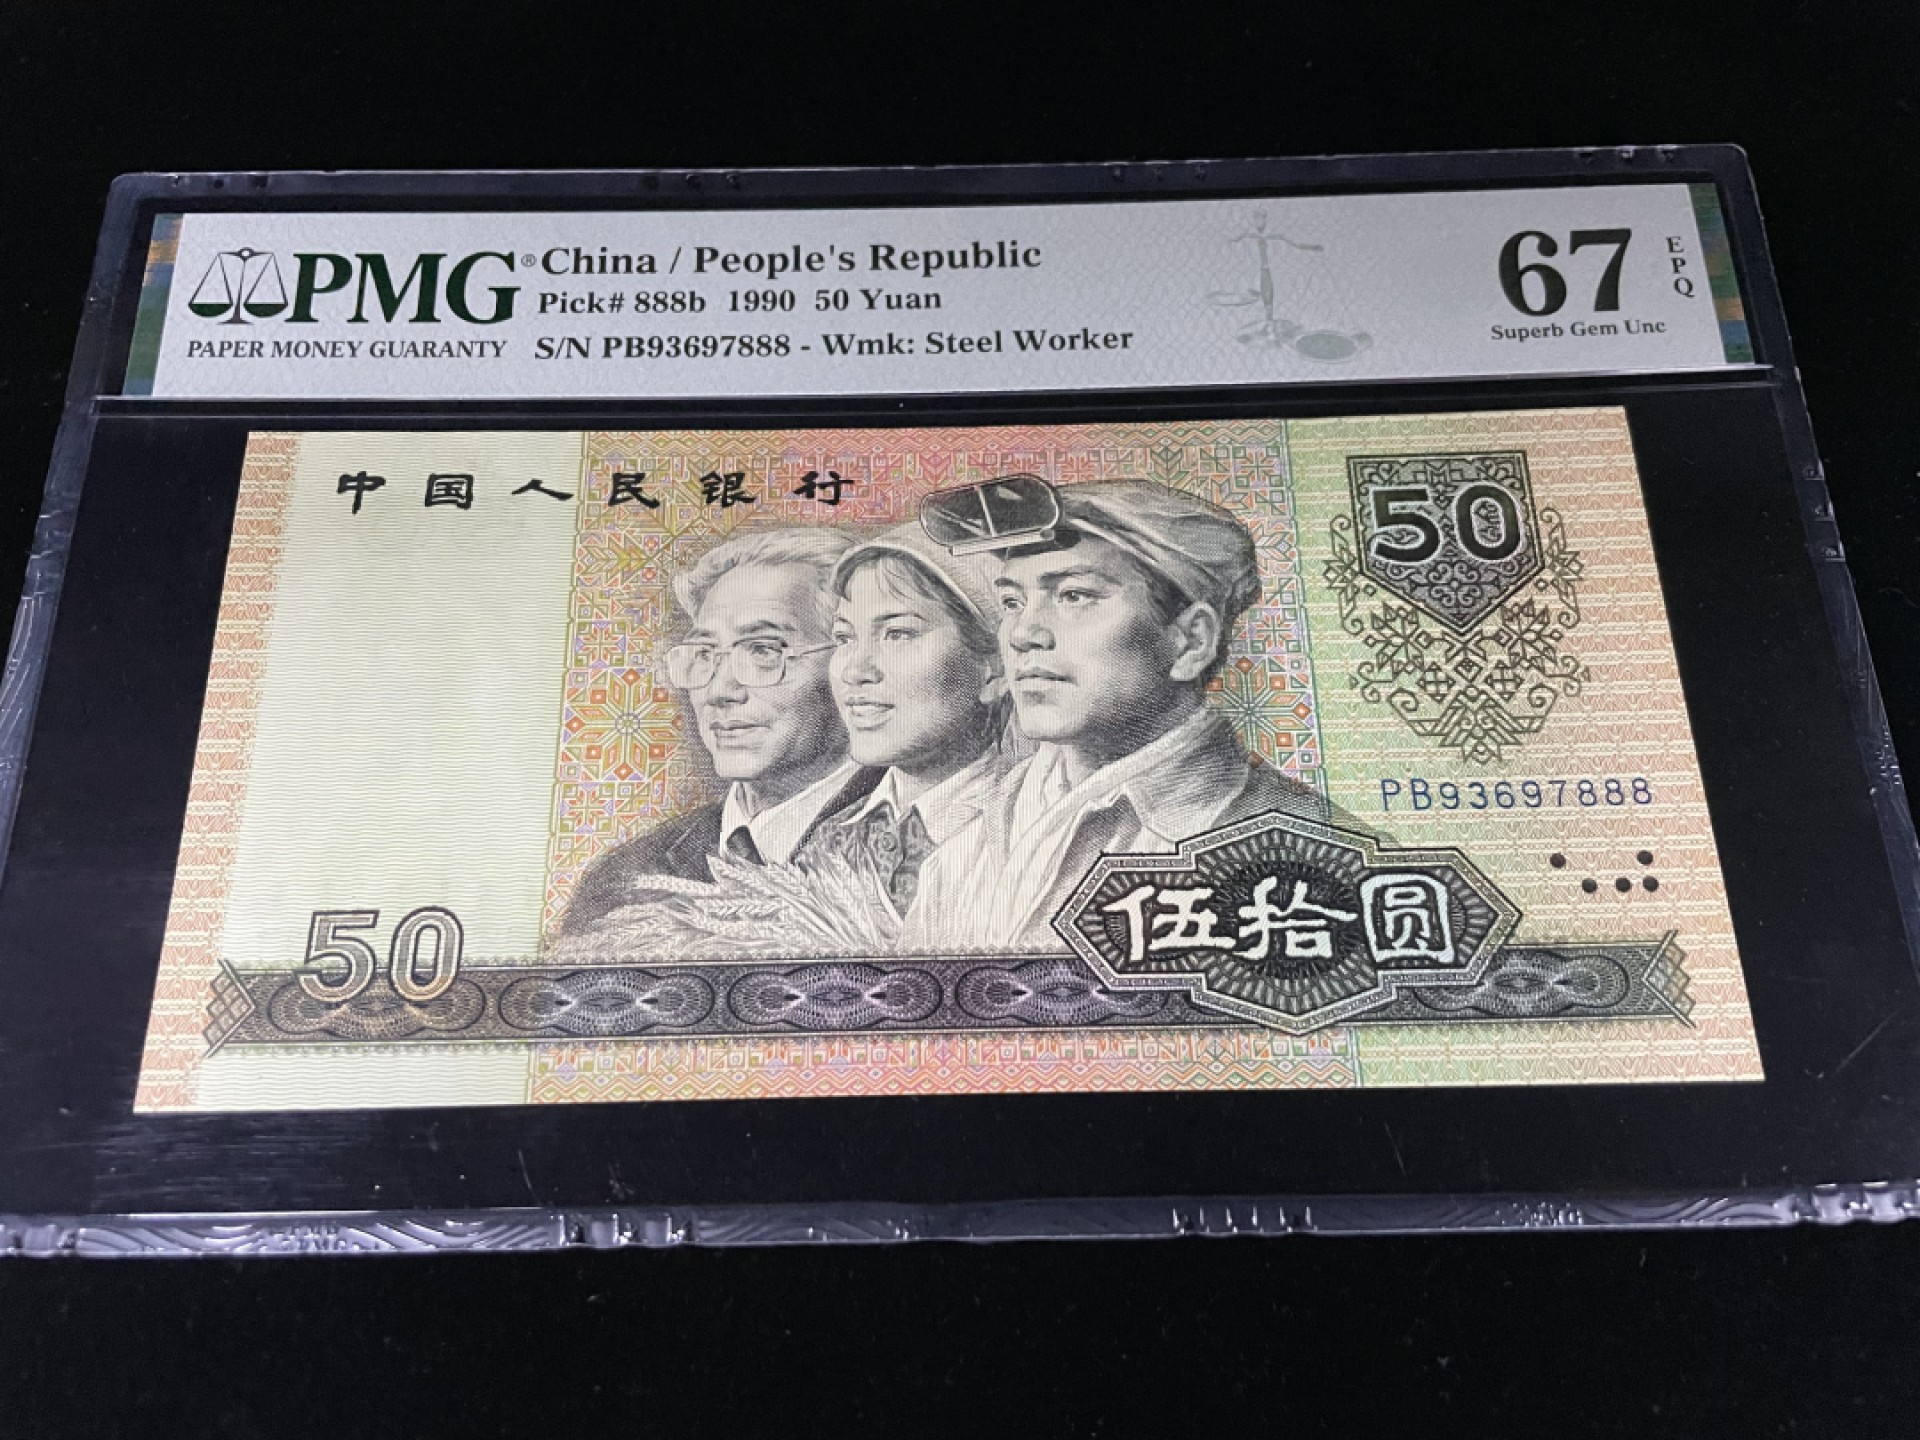 PMG® China / People's Republic
Pick# 888b 1990 50 Yuan
PAPER MONEY GUARANTY S/N PB93697888 - Wmk: Steel Worker
67 EPQ
Superb Gem Unc
中国人民银行
50
PB93697888
50
伍拾圆